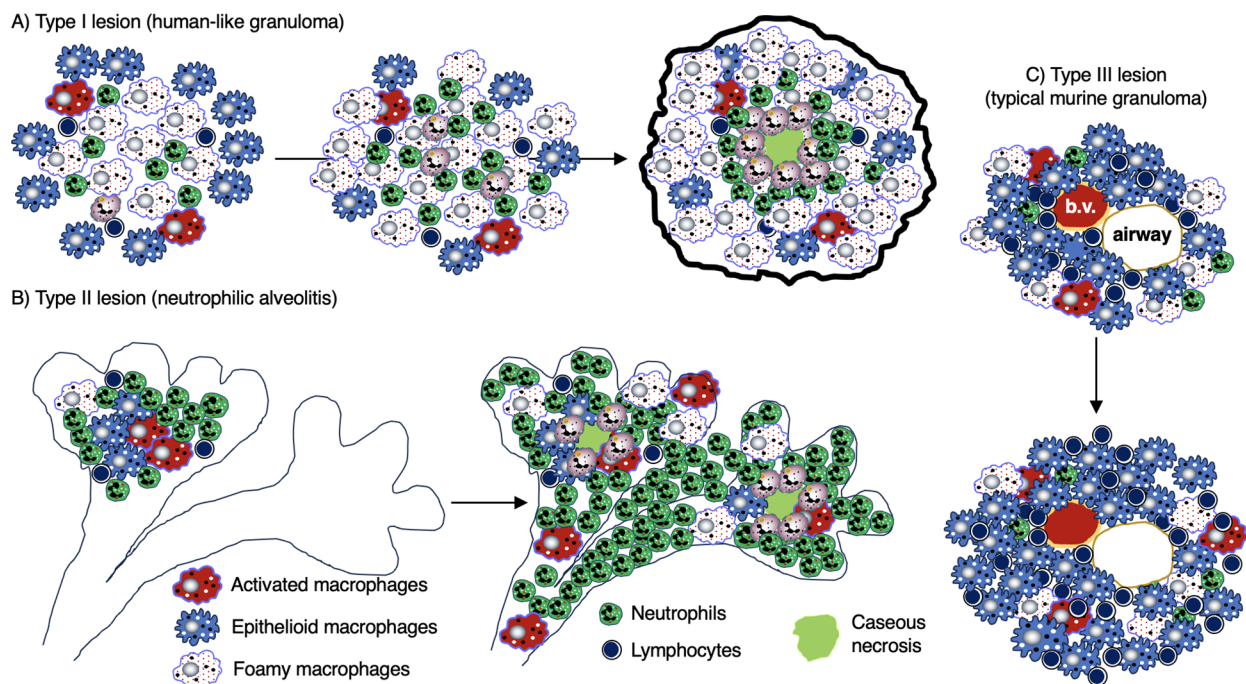 A) Type I lesion (human-like granuloma)
C) Type III lesion
(typical murine granuloma)
b.v.
airway
B) Type II lesion (neutrophilic alveolitis)
Activated macrophages
Epithelioid macrophages
Foamy macrophages
Neutrophils
Lymphocytes
Caseous
necrosis